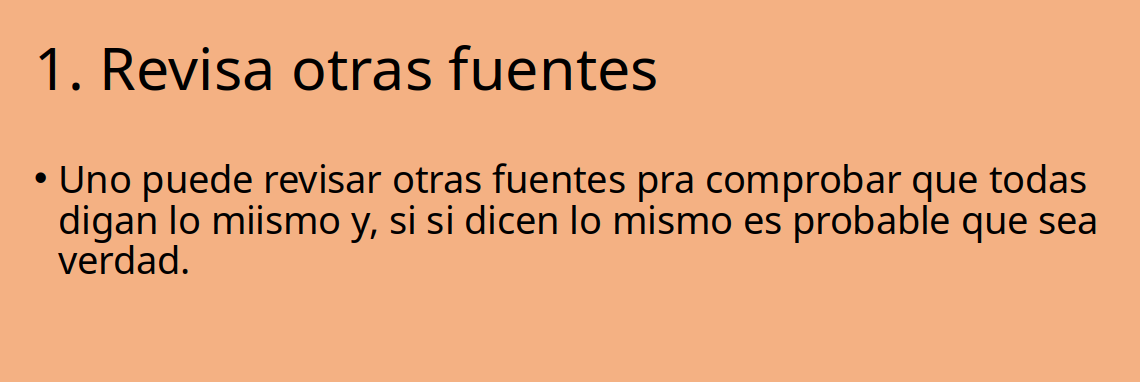 1. Revisa otras fuentes
• Uno puede revisar otras fuentes pra comprobar que todas
digan lo miismo y, si si dicen lo mismo es probable que sea
verdad.